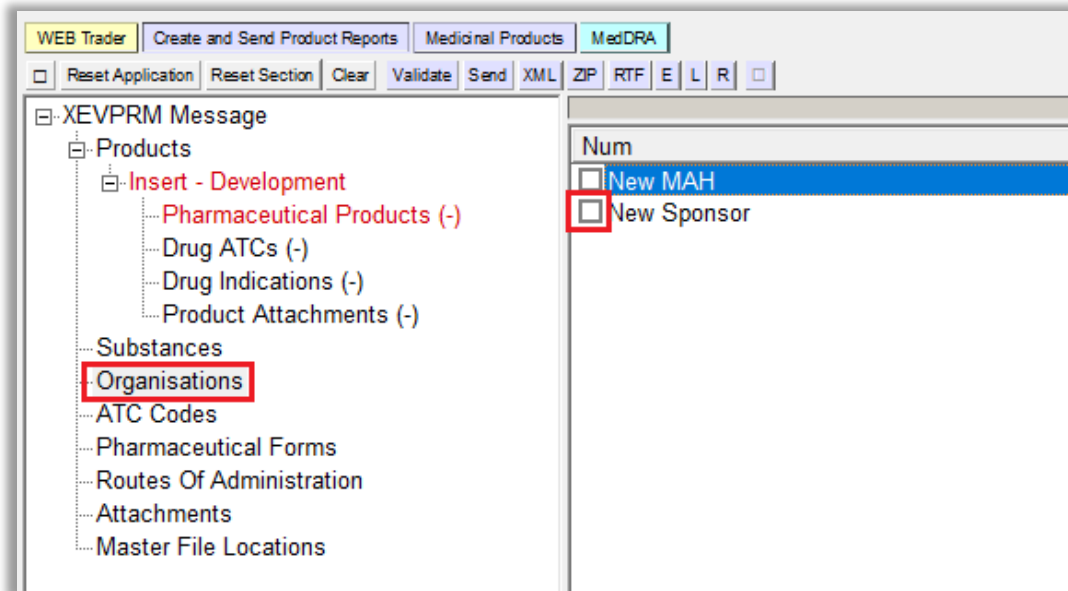 WEB Trader Create and Send Product Reports Medicinal Products MedDRA
Reset Application Reset Section Clear Validate Send XML ZIP RTF E L R
XEVPRM Message
Products
Insert - Development
Pharmaceutical Products (-)
Drug ATCs (-)
Drug Indications (-)
Product Attachments (-)
Substances
Organisations
ATC Codes
Pharmaceutical Forms
Routes Of Administration
Attachments
Master File Locations
Num
New MAH
New Sponsor